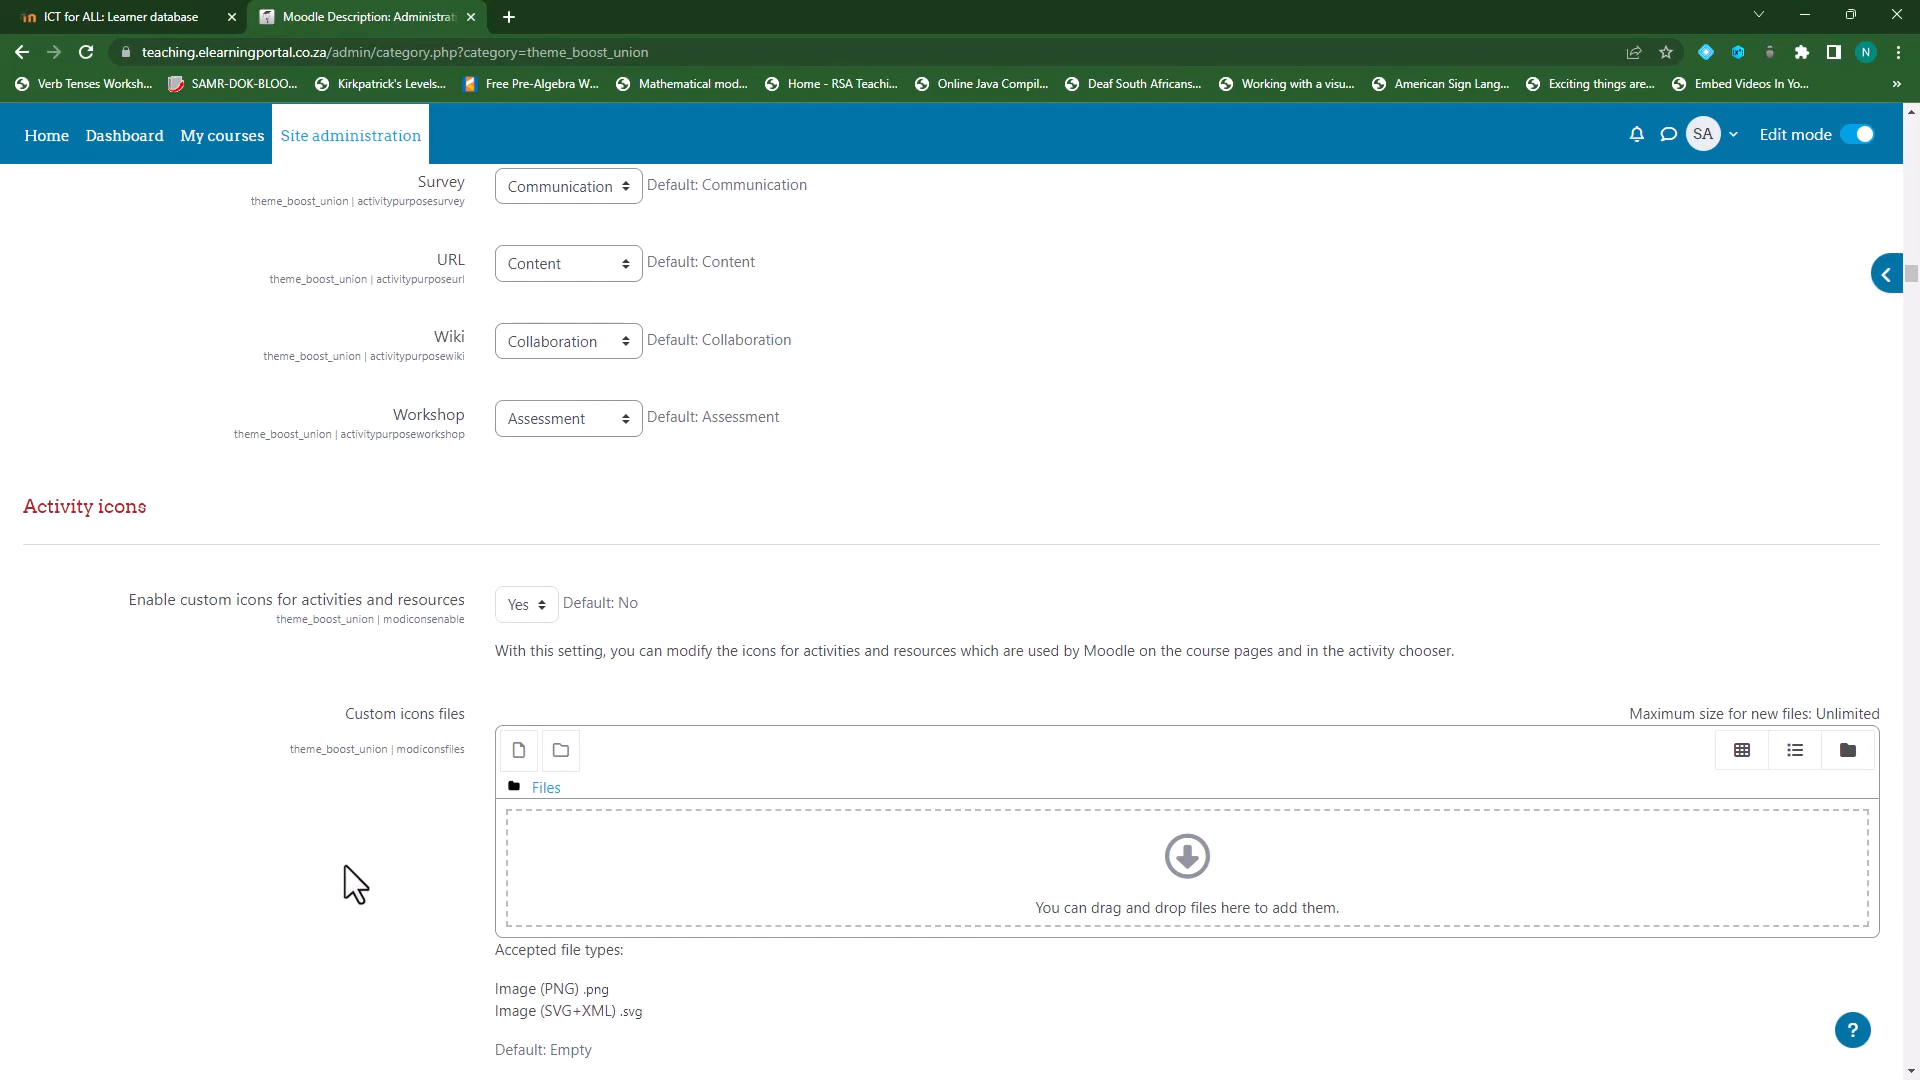 ICT for ALL: Learner database
Moodle Description: Administrat
teaching.elearningportal.co.za/admin/category.php?category=theme_boost_union
N
Verb Tenses Worksh...
SAMR-DOK-BLOO...
Kirkpatrick's Levels...
Free Pre-Algebra W...
Mathematical mod...
Home - RSA Teachi...
Online Java Compil...
Deaf South Africans...
Working with a visu...
American Sign Lang...
Exciting things are...
Embed Videos In Yo...
»
Home
Dashboard
My courses
Site administration
SA
Edit mode
Survey
theme_boost_union | activitypurposesurvey
Communication
Default: Communication
URL
theme_boost_union | activitypurposeurl
Content
Default: Content
Wiki
theme_boost_union | activitypurposewiki
Collaboration
Default: Collaboration
Workshop
theme_boost_union | activitypurposeworkshop
Assessment
Default: Assessment
Activity icons
Enable custom icons for activities and resources
theme_boost_union | modiconsenable
Yes
Default: No
With this setting, you can modify the icons for activities and resources which are used by Moodle on the course pages and in the activity chooser.
Custom icons files
theme_boost_union | modiconsfiles
Maximum size for new files: Unlimited
Files
You can drag and drop files here to add them.
Accepted file types:
Image (PNG) .png
Image (SVG+XML) .svg
Default: Empty
?